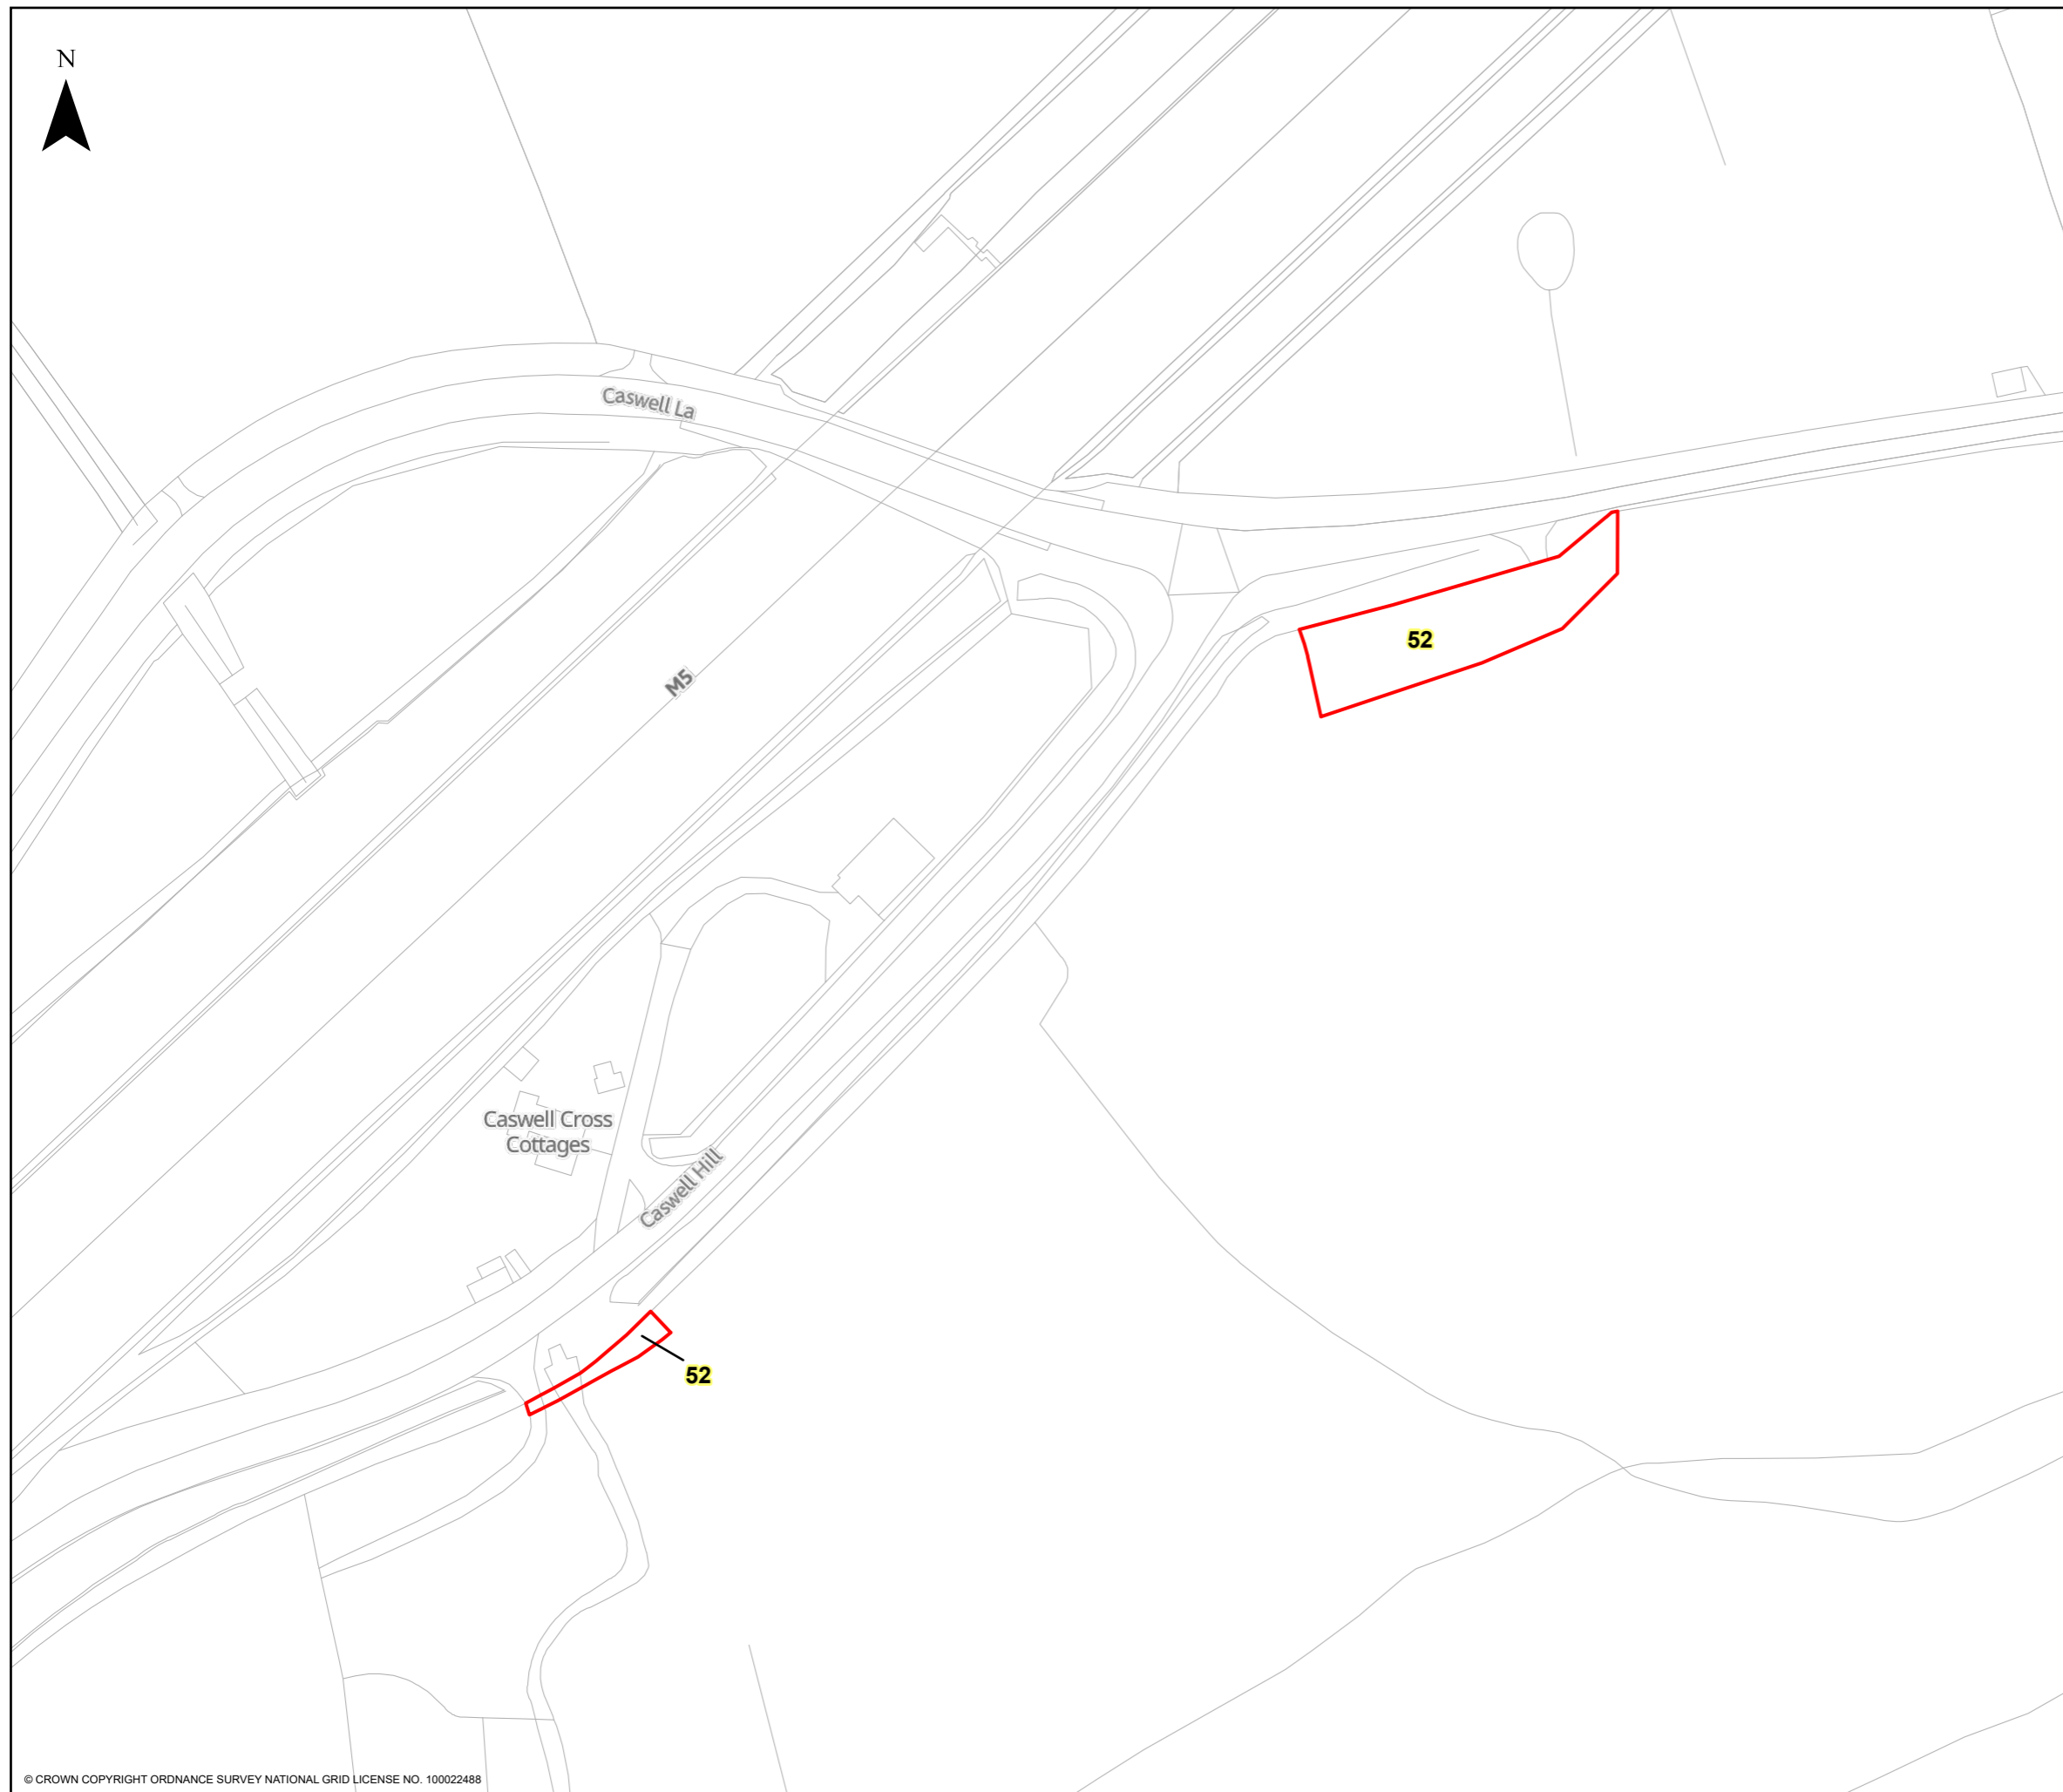 N
Caswell La
52
M5
Caswell Cross
Cottages
Caswell Hill
52
© CROWN COPYRIGHT ORDNANCE SURVEY NATIONAL GRID LICENSE NO. 100022488